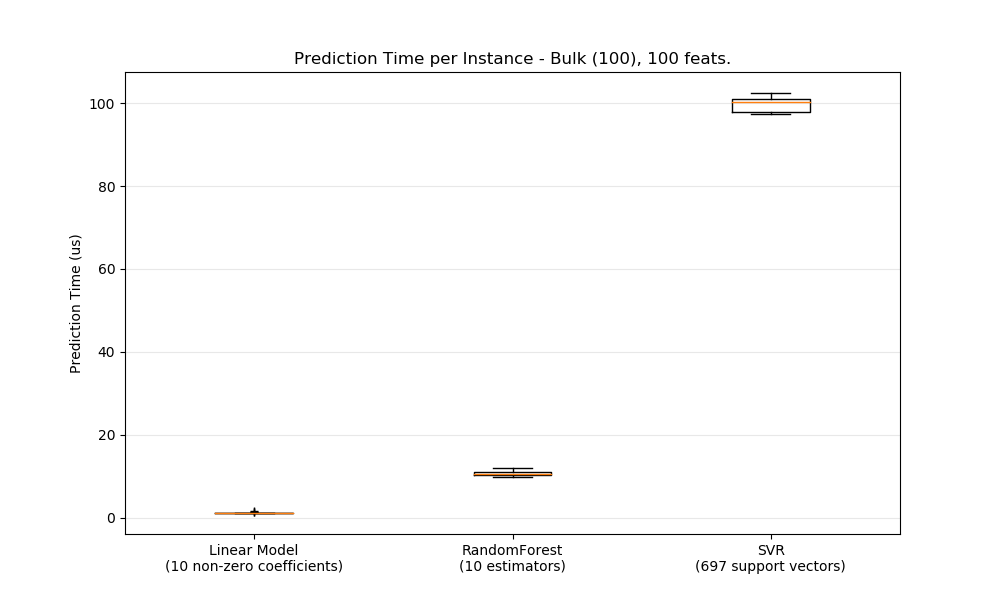 Prediction Time per Instance - Bulk (100), 100 feats.
Prediction Time (us)
100
80
60
40
20
0
Linear Model
(10 non-zero coefficients)
RandomForest
(10 estimators)
SVR
(697 support vectors)